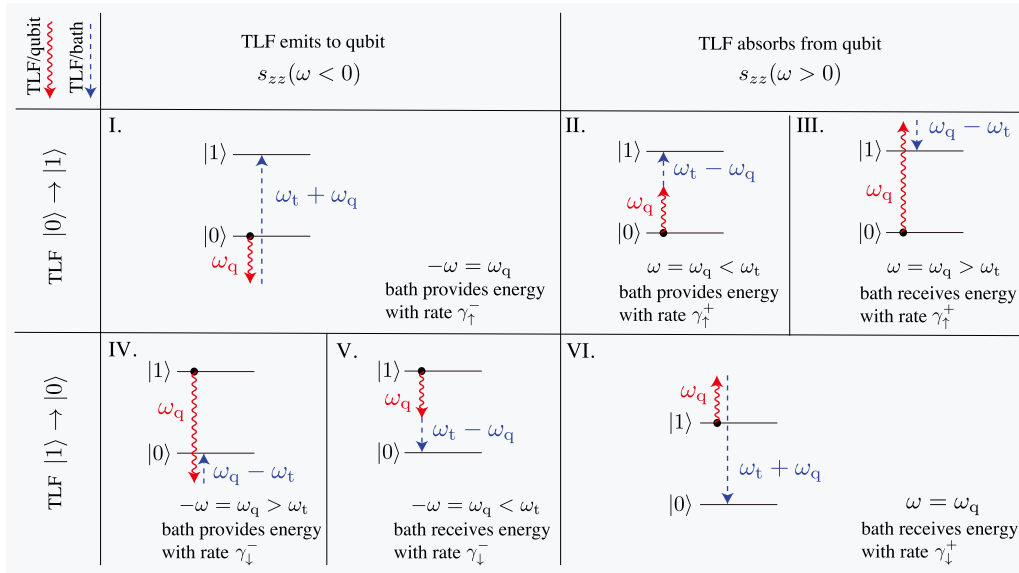 TLF/qubit
TLF/bath
TLF emits to qubit
s_zz(ω < 0)
TLF absorbs from qubit
s_zz(ω > 0)
TLF |0⟩ → |1⟩
I.
|1⟩
ω_t + ω_q
|0⟩
ω_q
−ω = ω_q
bath provides energy
with rate γ_↑^−
II.
|1⟩
ω_t − ω_q
ω_q
|0⟩
ω = ω_q < ω_t
bath provides energy
with rate γ_↑^+
III.
ω_q − ω_t
|1⟩
ω_q
|0⟩
ω = ω_q > ω_t
bath receives energy
with rate γ_↑^+
TLF |1⟩ → |0⟩
IV.
|1⟩
ω_q
|0⟩
ω_q − ω_t
−ω = ω_q > ω_t
bath provides energy
with rate γ_↓^−
V.
|1⟩
ω_q
ω_t − ω_q
|0⟩
−ω = ω_q < ω_t
bath receives energy
with rate γ_↓^−
VI.
ω_q
|1⟩
ω_t + ω_q
|0⟩
ω = ω_q
bath receives energy
with rate γ_↓^+